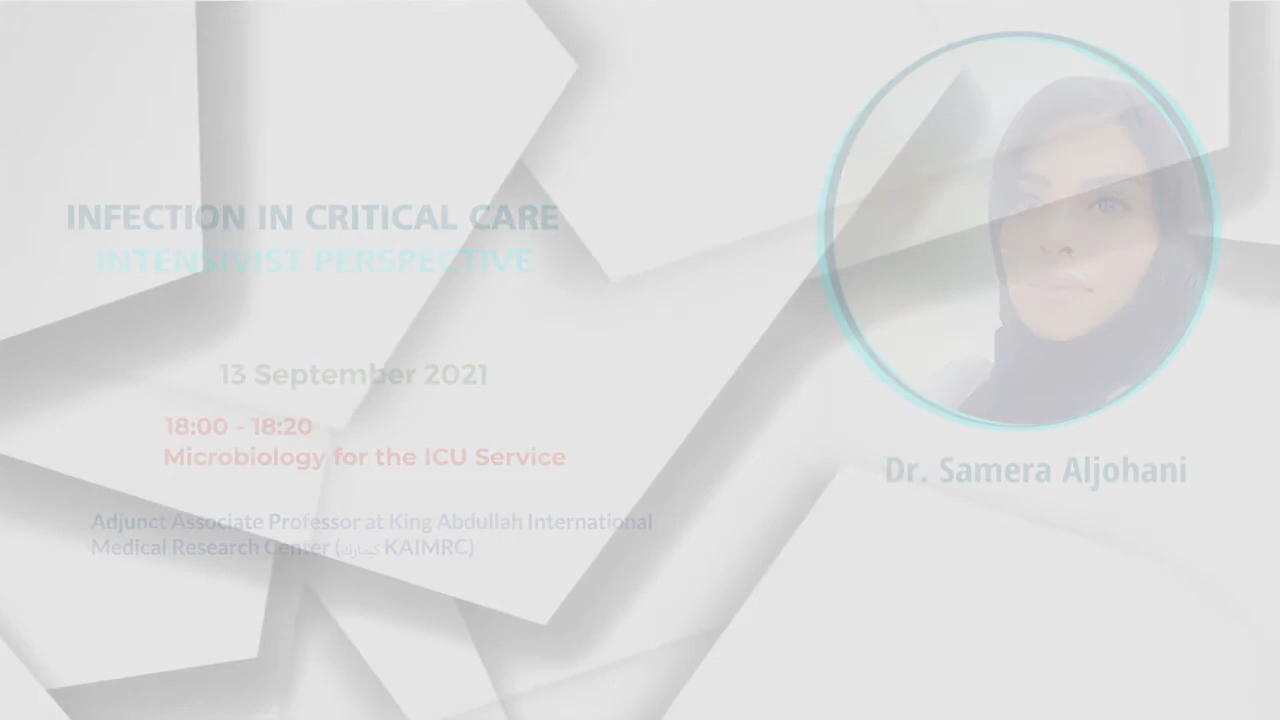 INFECTION IN CRITICAL CARE
INTENSIVIST PERSPECTIVE
13 September 2021
18:00 - 18:20
Microbiology for the ICU Service
Adjunct Associate Professor at King Abdullah International
Medical Research Center (كيمارك KAIMRC)
Dr. Samera Aljohani